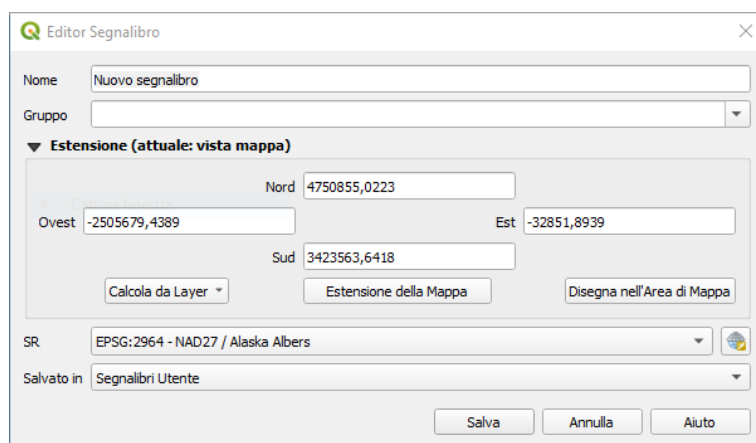 Editor Segnalibro
Nome Nuovo segnalibro
Gruppo
Estensione (attuale: vista mappa)
Nord 4750855,0223
Ovest -2505679,4389 Est -32851,8939
Sud 3423563,6418
Calcola da Layer Estensione della Mappa Disegna nell'Area di Mappa
SR EPSG:2964 - NAD27 / Alaska Albers
Salvato in Segnalibri Utente
Salva Annulla Aiuto